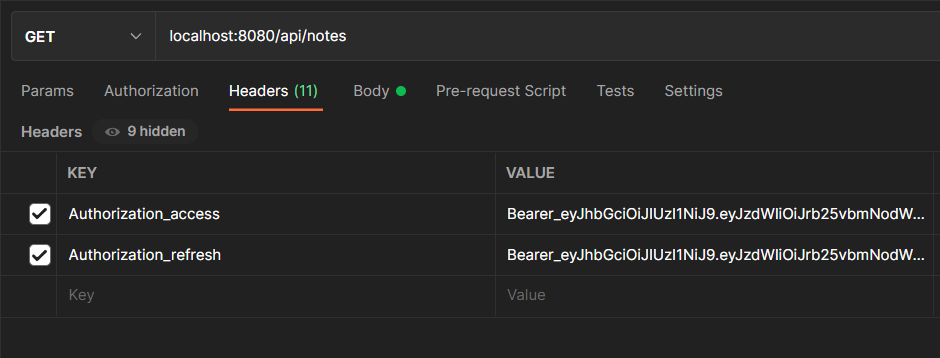 GET localhost:8080/api/notes
Params Authorization Headers (11) Body Pre-request Script Tests Settings
Headers 9 hidden
KEY VALUE
Authorization_access Bearer_eyJhbGciOiJIUzI1NiJ9.eyJzdWIiOiJrb25vbmNodW...
Authorization_refresh Bearer_eyJhbGciOiJIUzI1NiJ9.eyJzdWIiOiJrb25vbmNodW...
Key Value